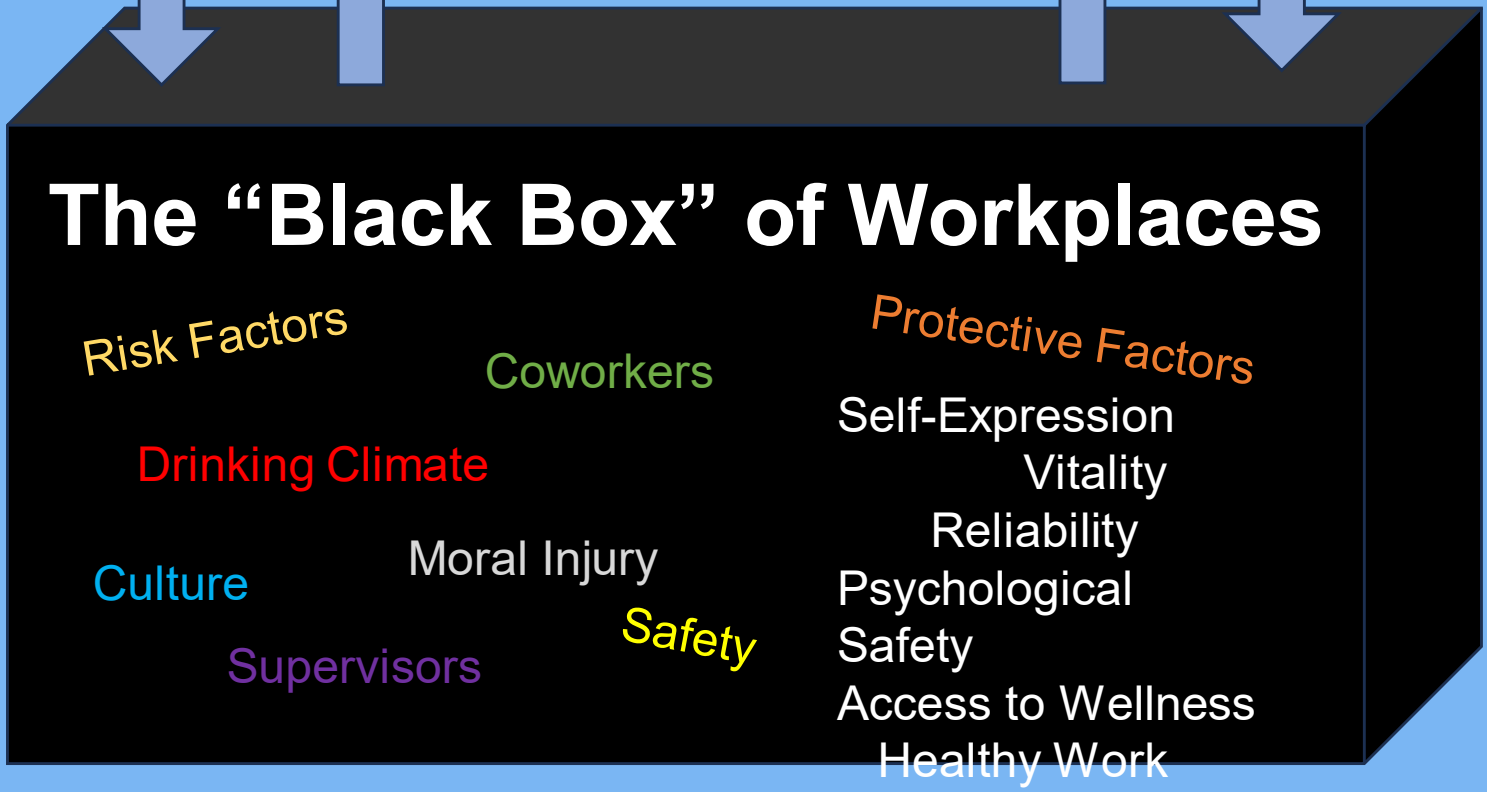 The “Black Box” of Workplaces
Risk Factors
Coworkers
Protective Factors
Drinking Climate
Moral Injury
Culture
Safety
Supervisors
Self-Expression
Vitality
Reliability
Psychological
Safety
Access to Wellness
Healthy Work